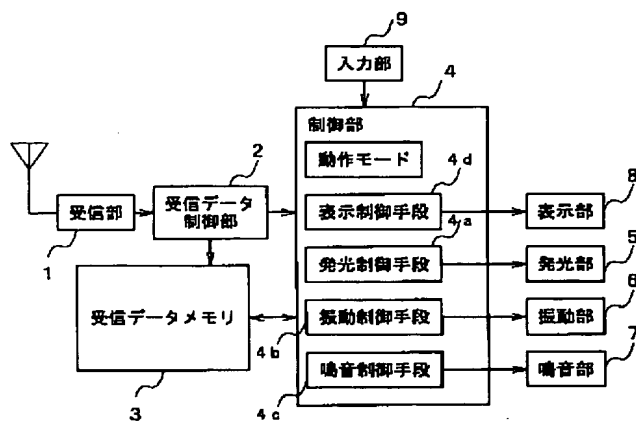 9
入力部
4
制御部
動作モード
2
4d
8
受信部
受信データ
制御部
表示制御手段
表示部
1
4a
5
発光制御手段
発光部
6
受信データメモリ
振動制御手段
振動部
4b
7
鳴音制御手段
鳴音部
3
4c